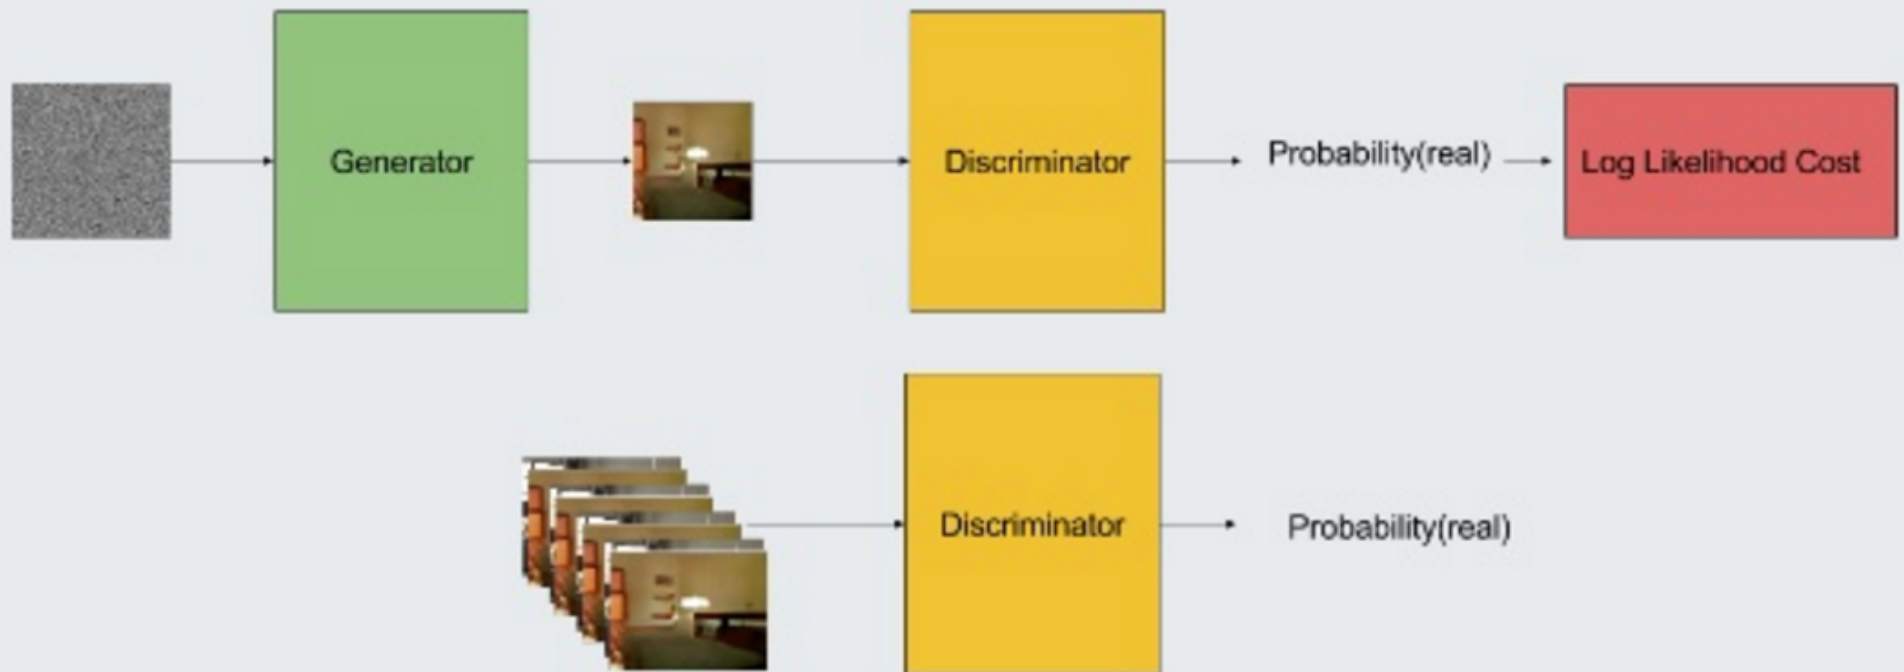 Generator
Discriminator
Probability(real)
Log Likelihood Cost
Discriminator
Probability(real)